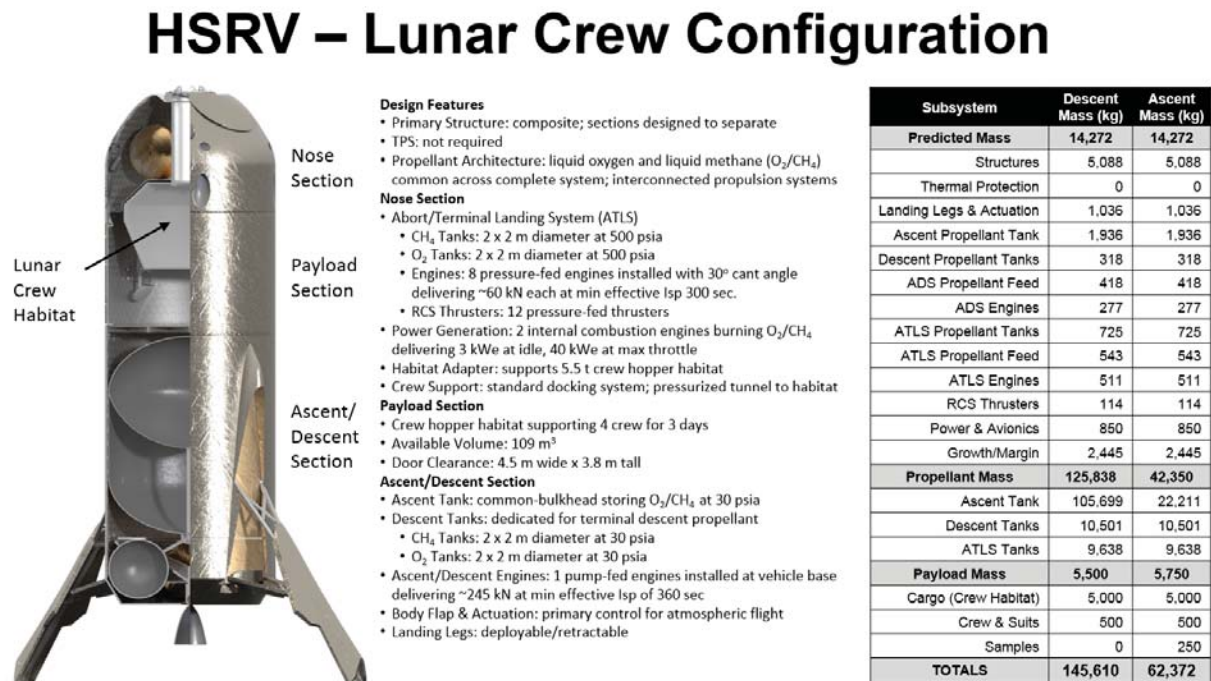 HSRV – Lunar Crew Configuration
Nose
Section
Payload
Section
Ascent/
Descent
Section
Lunar
Crew
Habitat
Design Features
• Primary Structure: composite; sections designed to separate
• TPS: not required
• Propellant Architecture: liquid oxygen and liquid methane (O₂/CH₄)
common across complete system; interconnected propulsion systems
Nose Section
• Abort/Terminal Landing System (ATLS)
• CH₄ Tanks: 2 x 2 m diameter at 500 psia
• O₂ Tanks: 2 x 2 m diameter at 500 psia
• Engines: 8 pressure-fed engines installed with 30° cant angle
delivering ~60 kN each at min effective Isp 300 sec.
• RCS Thrusters: 12 pressure-fed thrusters
• Power Generation: 2 internal combustion engines burning O₂/CH₄
delivering 3 kWe at idle, 40 kWe at max throttle
• Habitat Adapter: supports 5.5 t crew hopper habitat
• Crew Support: standard docking system; pressurized tunnel to habitat
Payload Section
• Crew hopper habitat supporting 4 crew for 3 days
• Available Volume: 109 m³
• Door Clearance: 4.5 m wide x 3.8 m tall
Ascent/Descent Section
• Ascent Tank: common-bulkhead storing O₂/CH₄ at 30 psia
• Descent Tanks: dedicated for terminal descent propellant
• CH₄ Tanks: 2 x 2 m diameter at 30 psia
• O₂ Tanks: 2 x 2 m diameter at 30 psia
• Ascent/Descent Engines: 1 pump-fed engines installed at vehicle base
delivering ~245 kN at min effective Isp of 360 sec
• Body Flap & Actuation: primary control for atmospheric flight
• Landing Legs: deployable/retractable
Subsystem Descent Mass (kg) Ascent Mass (kg)
Predicted Mass 14,272 14,272
Structures 5,088 5,088
Thermal Protection 0 0
Landing Legs & Actuation 1,036 1,036
Ascent Propellant Tank 1,936 1,936
Descent Propellant Tanks 318 318
ADS Propellant Feed 418 418
ADS Engines 277 277
ATLS Propellant Tanks 725 725
ATLS Propellant Feed 543 543
ATLS Engines 511 511
RCS Thrusters 114 114
Power & Avionics 850 850
Growth/Margin 2,445 2,445
Propellant Mass 125,838 42,350
Ascent Tank 105,699 22,211
Descent Tanks 10,501 10,501
ATLS Tanks 9,638 9,638
Payload Mass 5,500 5,750
Cargo (Crew Habitat) 5,000 5,000
Crew & Suits 500 500
Samples 0 250
TOTALS 145,610 62,372